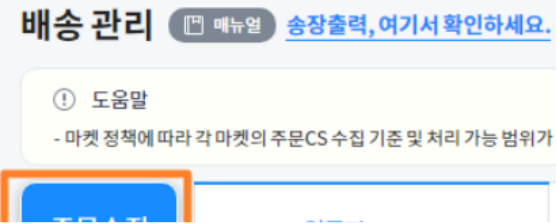 배송 관리 매뉴얼 송장출력, 여기서 확인하세요.
도움말
- 마켓 정책에 따라 각 마켓의 주문CS 수집 기준 및 처리 가능 범위가